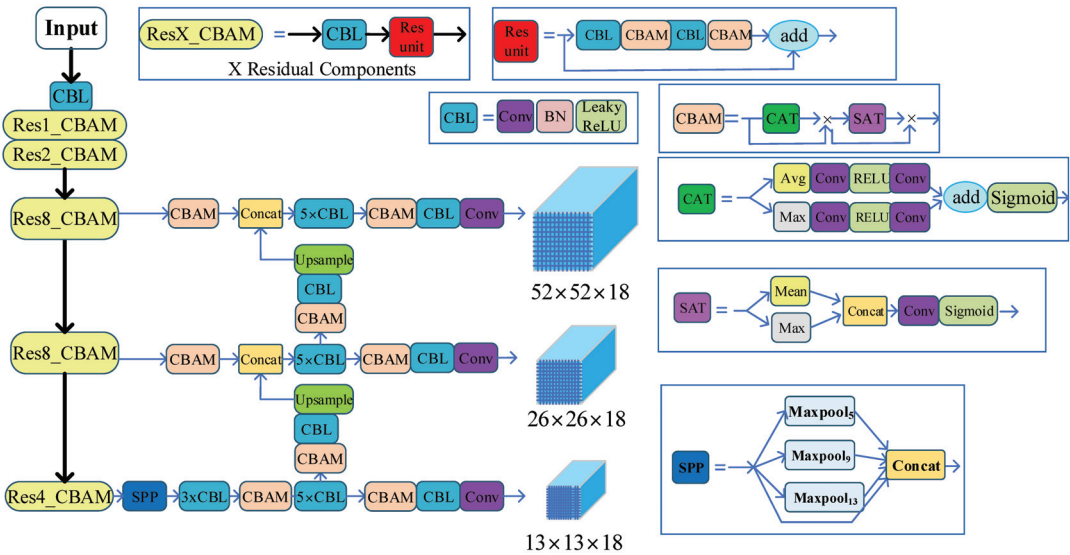 Input
CBL
Res1_CBAM
Res2_CBAM
Res8_CBAM
Res8_CBAM
Res4_CBAM
ResX_CBAM = CBL Res unit
X Residual Components
Res unit = CBL CBAM CBL CBAM add
CBL = Conv BN Leaky ReLU
CBAM = CAT × SAT ×
CAT = Avg Conv RELU Conv
Max Conv RELU Conv
add Sigmoid
SAT = Mean Max Concat Conv Sigmoid
SPP = Maxpool₅ Maxpool₉ Maxpool₁₃ Concat
CBAM Concat 5×CBL CBAM CBL Conv
52×52×18
Upsample
CBL
CBAM
CBAM Concat 5×CBL CBAM CBL Conv
26×26×18
Upsample
CBL
CBAM
SPP 3xCBL CBAM 5×CBL CBAM CBL Conv
13×13×18